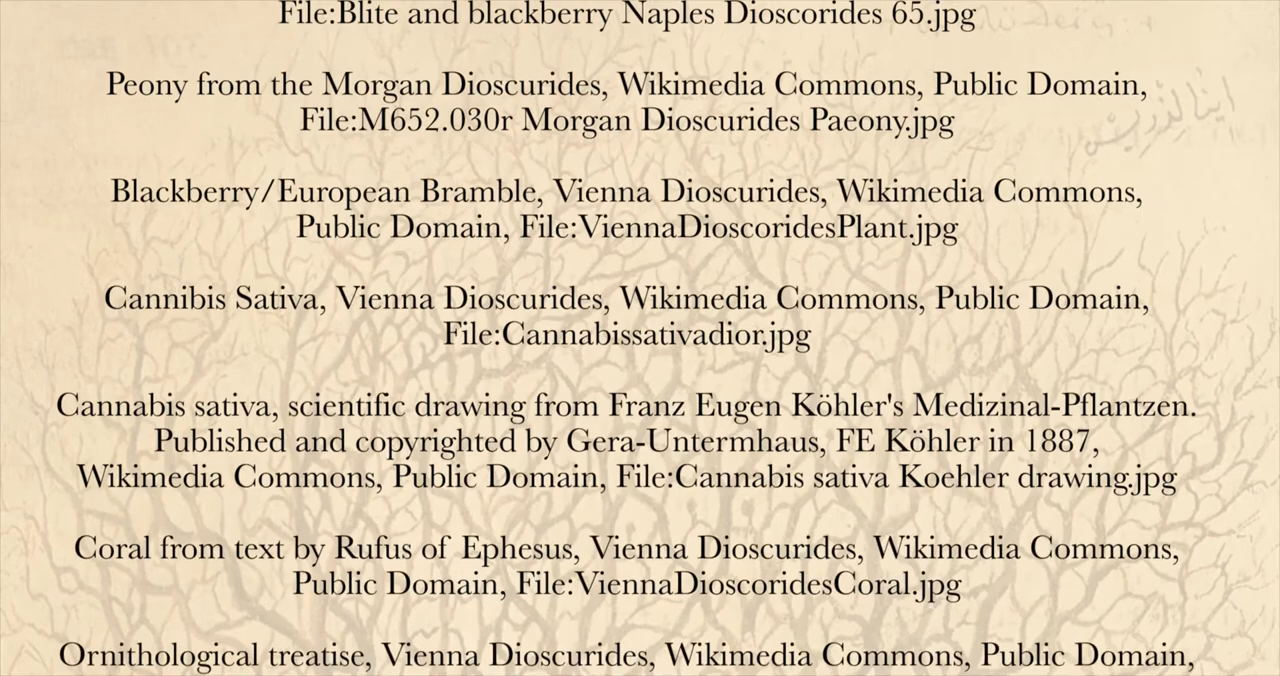 File:Blite and blackberry Naples Dioscorides 65.jpg
Peony from the Morgan Dioscurides, Wikimedia Commons, Public Domain,
File:M652.030r Morgan Dioscurides Paeony.jpg
Blackberry/European Bramble, Vienna Dioscurides, Wikimedia Commons,
Public Domain, File:ViennaDioscoridesPlant.jpg
Cannibis Sativa, Vienna Dioscurides, Wikimedia Commons, Public Domain,
File:Cannabissativadior.jpg
Cannabis sativa, scientific drawing from Franz Eugen Köhler's Medizinal-Pflantzen.
Published and copyrighted by Gera-Untermhaus, FE Köhler in 1887,
Wikimedia Commons, Public Domain, File:Cannabis sativa Koehler drawing.jpg
Coral from text by Rufus of Ephesus, Vienna Dioscurides, Wikimedia Commons,
Public Domain, File:ViennaDioscoridesCoral.jpg
Ornithological treatise, Vienna Dioscurides, Wikimedia Commons, Public Domain,